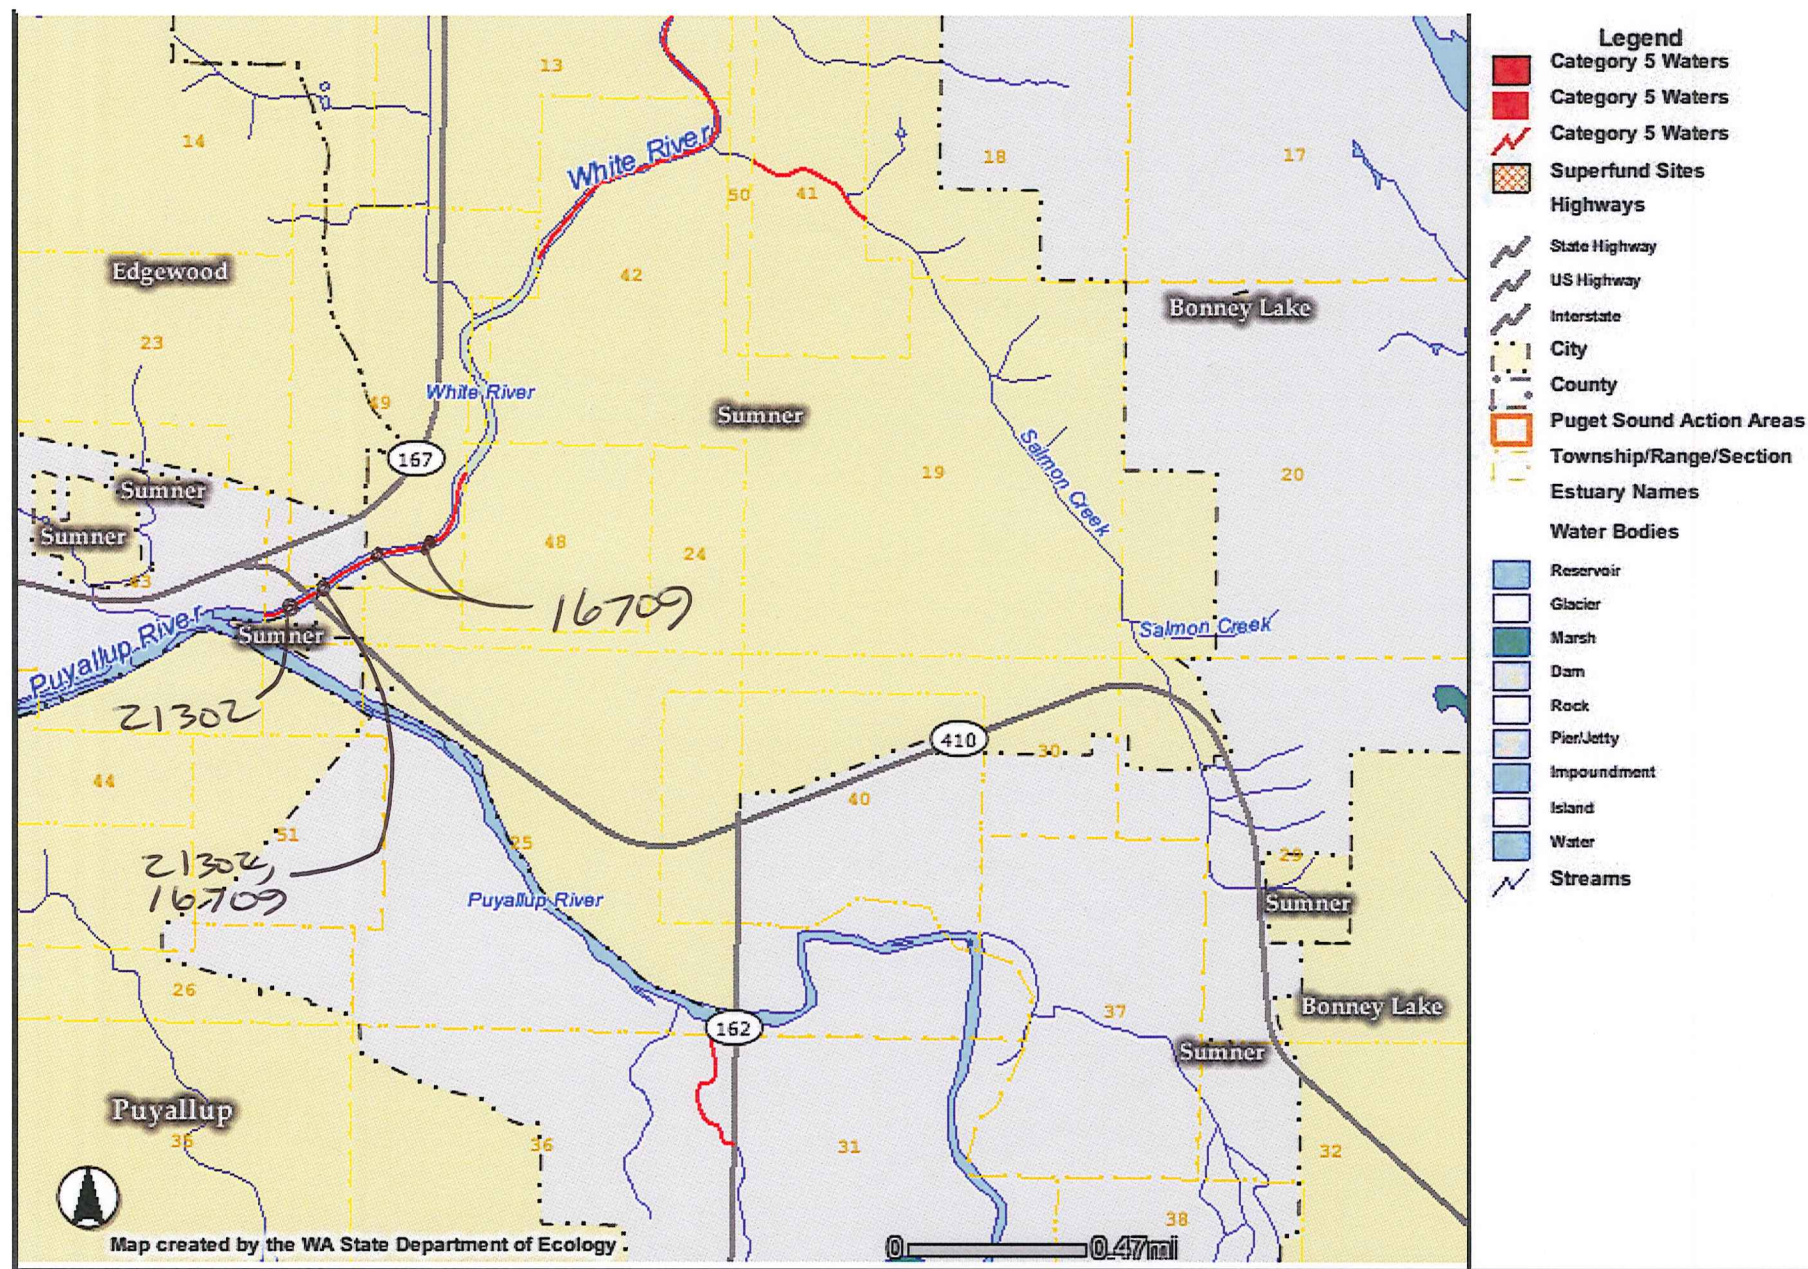 13
14
White River
50
41
18
17
Edgewood
42
Bonney Lake
23
White River
49
Sumner
167
19
20
Sumner
Salmon Creek
Sumner
48
24
43
16709
Puyallup River
Sumner
Salmon Creek
21302
410
30
44
40
51
25
29
21302,
16709
Puyallup River
Sumner
26
Bonney Lake
37
162
Sumner
Puyallup
35
36
31
32
38
Map created by the WA State Department of Ecology
0
0.47mi
Legend
Category 5 Waters
Category 5 Waters
Category 5 Waters
Superfund Sites
Highways
State Highway
US Highway
Interstate
City
County
Puget Sound Action Areas
Township/Range/Section
Estuary Names
Water Bodies
Reservoir
Glacier
Marsh
Dam
Rock
Pier/Jetty
Impoundment
Island
Water
Streams